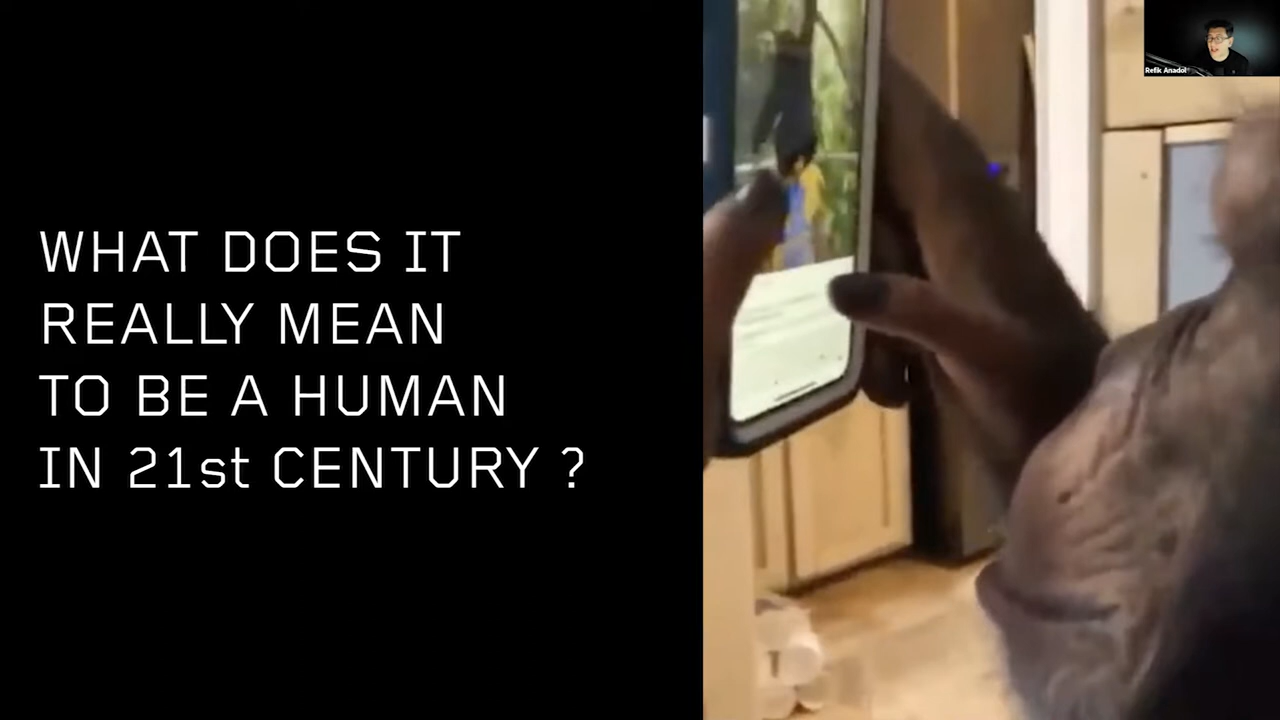 WHAT DOES IT
REALLY MEAN
TO BE A HUMAN
IN 21st CENTURY ?
Refik Anadol